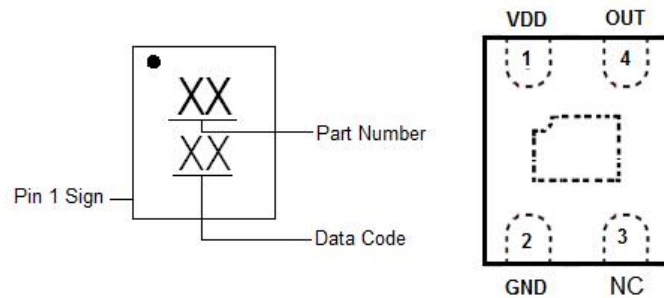 XX
Part Number
XX
Pin 1 Sign
Data Code
VDD OUT
1 4
2 3
GND NC